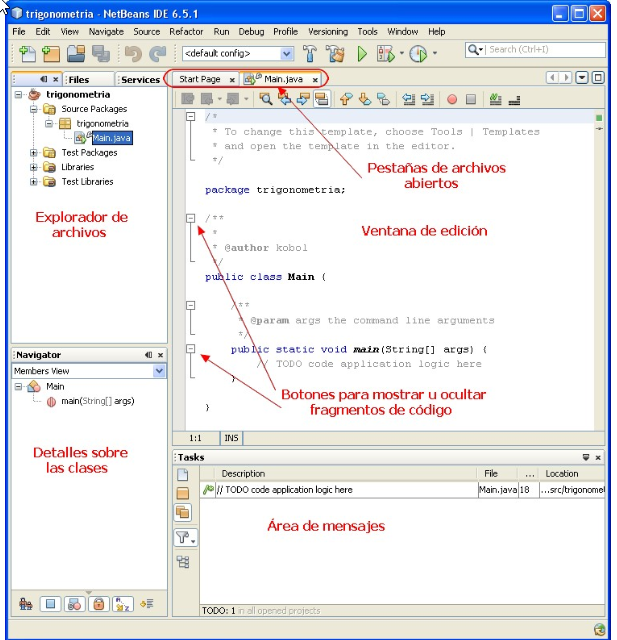 trigonometria - NetBeans IDE 6.5.1
File Edit View Navigate Source Refactor Run Debug Profile Versioning Tools Window Help
<default config>
Search (Ctrl+I)
Files
Services
Start Page
Main.java
trigonometria
Source Packages
trigonometria
Main.java
Test Packages
Libraries
Test Libraries
Explorador de
archivos
/*
* To change this template, choose Tools | Templates
* and open the template in the editor.
*/
Pestañas de archivos
abiertos
package trigonometria;
/**
*
* @author kobol
*/
Ventana de edición
public class Main {
/**
* @param args the command line arguments
*/
public static void main(String[] args) {
// TODO code application logic here
}
}
Botones para mostrar u ocultar
fragmentos de código
1:1 INS
Navigator
Members View
Main
main(String[] args)
Detalles sobre
las clases
Tasks
Description File ... Location
// TODO code application logic here Main.java 18 ...src/trigonomet
Área de mensajes
TODO: 1 in all opened projects